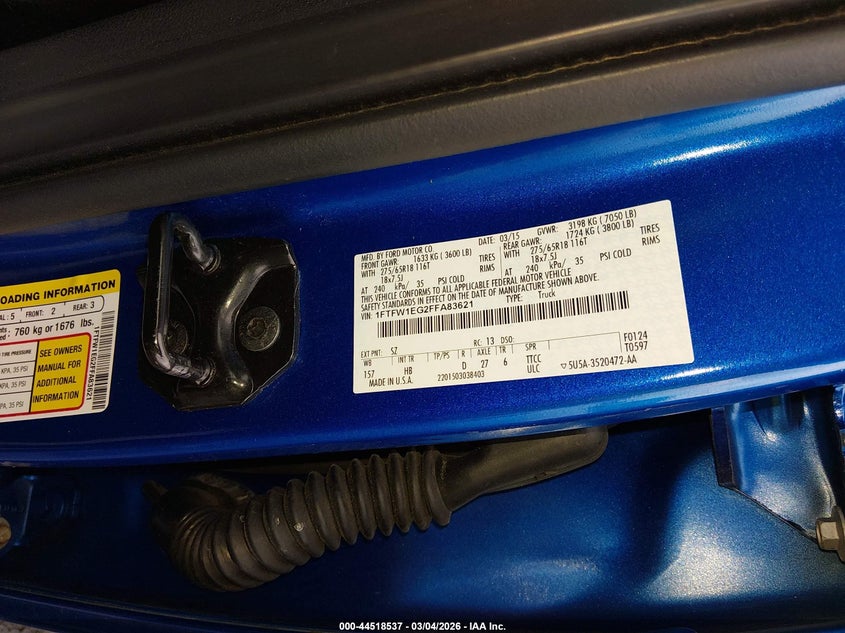 OADING INFORMATION
AL: 5 FRONT: 2 REAR: 3
760 kg or 1676 lbs.
TIRE PRESSURE
KPA, 35 PSI
KPA, 35 PSI
KPA, 35 PSI
SEE OWNERS
MANUAL FOR
ADDITIONAL
INFORMATION
1FTFW1EG2FFA83621
MFD. BY FORD MOTOR CO.
DATE: 03/15 GVWR: 3198 KG ( 7050 LB)
FRONT GAWR: 1633 KG ( 3600 LB) REAR GAWR: 1724 KG ( 3800 LB)
WITH 275/65R18 116T TIRES WITH 275/65R18 116T TIRES
18x7.5J RIMS 18x7.5J RIMS
AT 240 kPa/ 35 PSI COLD AT 240 kPa/ 35 PSI COLD
THIS VEHICLE CONFORMS TO ALL APPLICABLE FEDERAL MOTOR VEHICLE
SAFETY STANDARDS IN EFFECT ON THE DATE OF MANUFACTURE SHOWN ABOVE.
VIN: 1FTFW1EG2FFA83621 TYPE: Truck
EXT PNT: SZ RC: 13 DSO: F0124
WB INT TR TP/PS R AXLE TR SPR T0597
157 HB D 27 6 TTCC
ULC
MADE IN U.S.A. 2201503038403 5U5A-3520472-AA
000-44518537 - 03/04/2026 - IAA Inc.